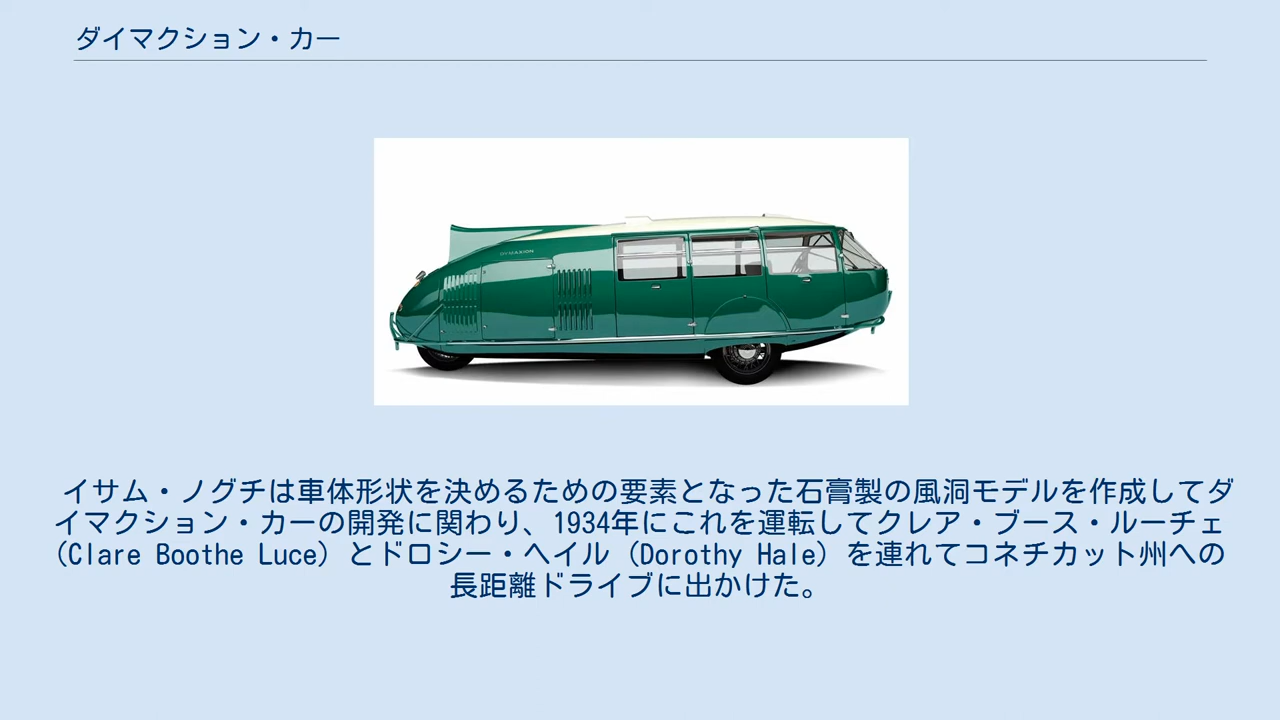 ダイマクション・カー
DYMAXION
イサム・ノグチは車体形状を決めるための要素となった石膏製の風洞モデルを作成してダ
イマクション・カーの開発に関わり、1934年にこれを運転してクレア・ブース・ルーチェ
(Clare Boothe Luce) とドロシー・ヘイル (Dorothy Hale) を連れてコネチカット州への
長距離ドライブに出かけた。